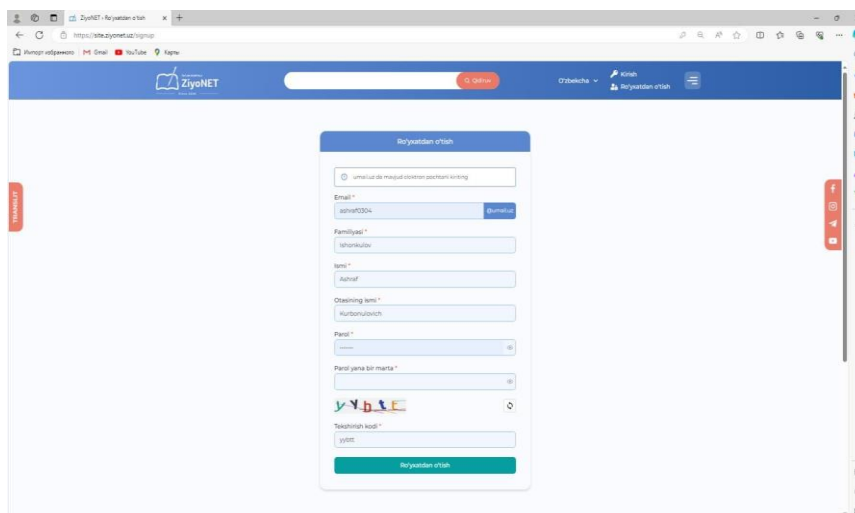 ZiyoNET - Ro'yxatdan o'tish
https://site.ziyonet.uz/signup
Импорт избранного Gmail YouTube Карты
ZiyoNET
Qidiruv
O'zbekcha
Kirish
Ro'yxatdan o'tish
TRANSLIT
Ro'yxatdan o'tish
umail.uz da mavjud elektron pochtani kiriting
Email *
ashraf0304 @umail.uz
Familiyasi *
Ishonkulov
Ismi *
Ashraf
Otasining ismi *
Kurbonulovich
Parol *
Parol yana bir marta *
yybtt
Tekshirish kodi *
yybtt
Ro'yxatdan o'tish